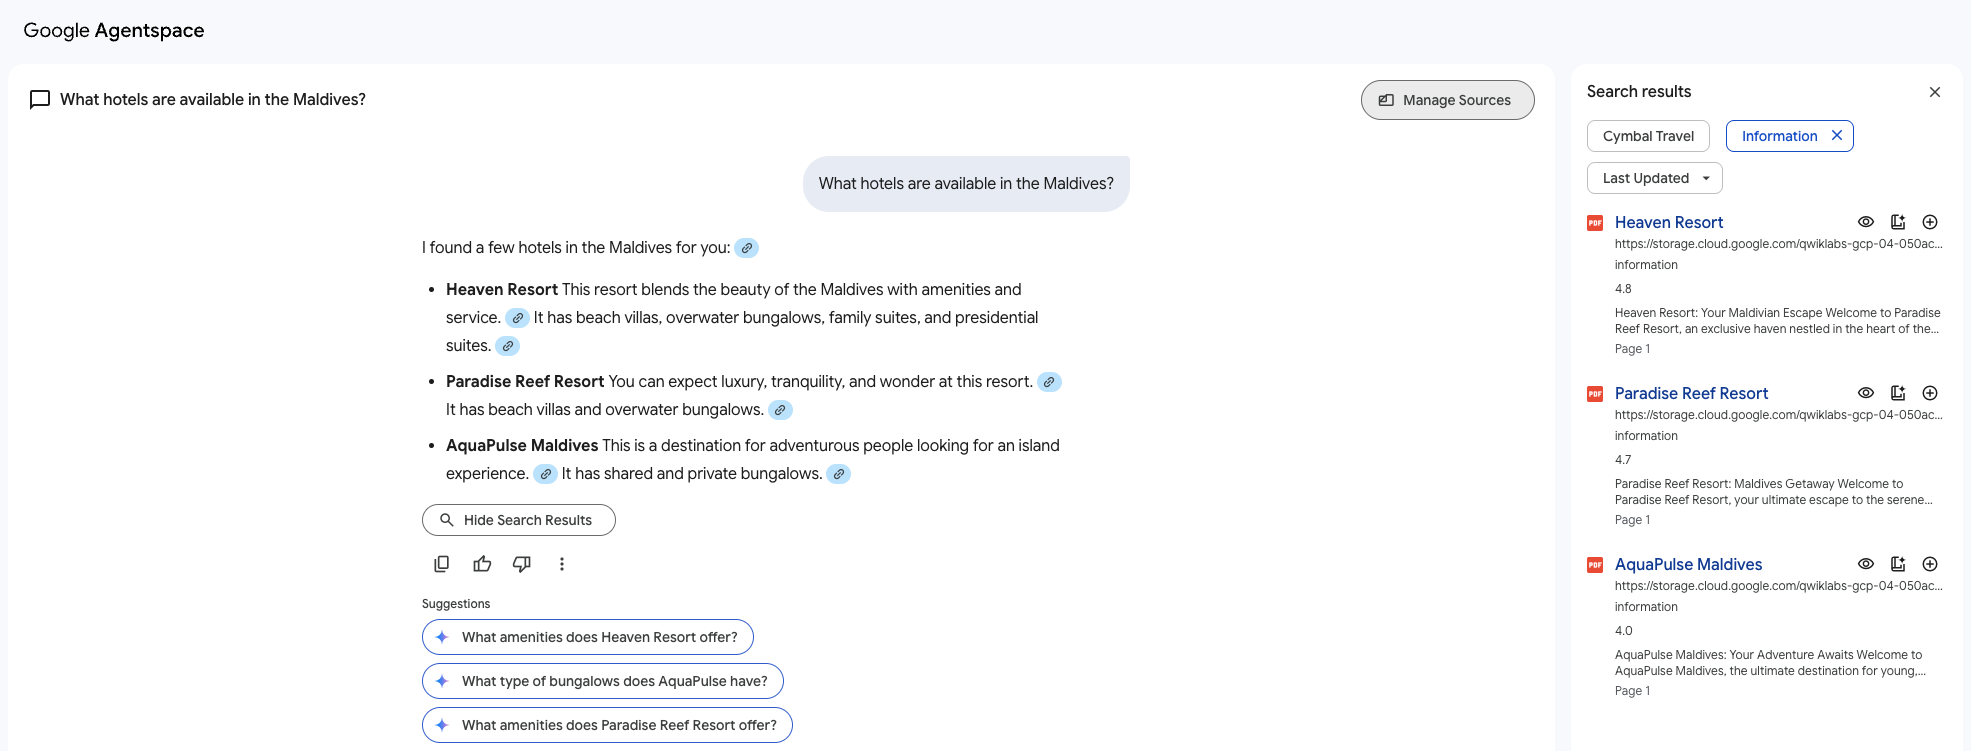 Google Agentspace
What hotels are available in the Maldives?
Manage Sources
What hotels are available in the Maldives?
I found a few hotels in the Maldives for you:
• Heaven Resort This resort blends the beauty of the Maldives with amenities and
service. It has beach villas, overwater bungalows, family suites, and presidential
suites.
• Paradise Reef Resort You can expect luxury, tranquility, and wonder at this resort.
It has beach villas and overwater bungalows.
• AquaPulse Maldives This is a destination for adventurous people looking for an island
experience. It has shared and private bungalows.
Hide Search Results
Suggestions
What amenities does Heaven Resort offer?
What type of bungalows does AquaPulse have?
What amenities does Paradise Reef Resort offer?
Search results
Cymbal Travel
Information
Last Updated
PDF Heaven Resort
https://storage.cloud.google.com/qwiklabs-gcp-04-050ac...
information
4.8
Heaven Resort: Your Maldivian Escape Welcome to Paradise
Reef Resort, an exclusive haven nestled in the heart of the...
Page 1
PDF Paradise Reef Resort
https://storage.cloud.google.com/qwiklabs-gcp-04-050ac...
information
4.7
Paradise Reef Resort: Maldives Getaway Welcome to
Paradise Reef Resort, your ultimate escape to the serene...
Page 1
PDF AquaPulse Maldives
https://storage.cloud.google.com/qwiklabs-gcp-04-050ac...
information
4.0
AquaPulse Maldives: Your Adventure Awaits Welcome to
AquaPulse Maldives, the ultimate destination for young,...
Page 1